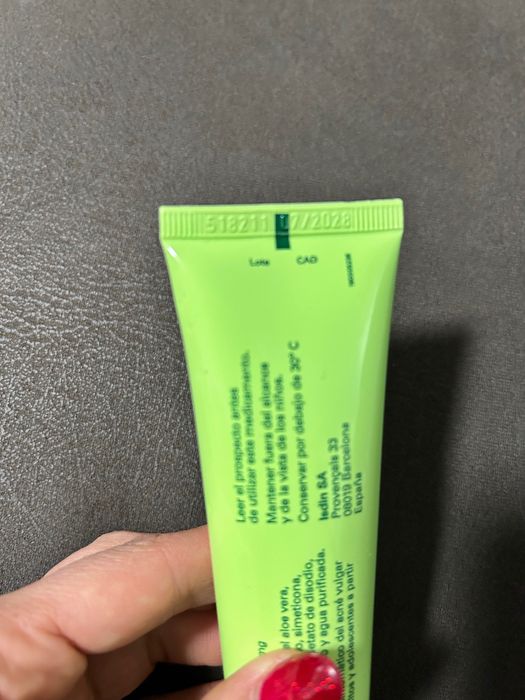 518211 07/2028
Lote CAD
Leer el prospecto antes
de utilizar este medicamento.
Mantener fuera del alcance
y de la vista de los niños.
Conservar por debajo de 30° C
Isdin SA
Provençals 33
08019 Barcelona
España
el aloe vera,
simeticona,
de disodio,
y agua purificada.
del acné vulgar
y adolescentes a partir